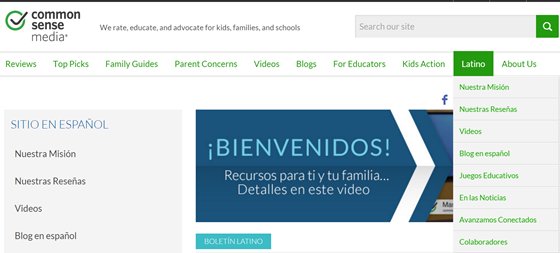 common
sense
media®
We rate, educate, and advocate for kids, families, and schools
Search our site
Reviews Top Picks Family Guides Parent Concerns Videos Blogs For Educators Kids Action Latino About Us
Nuestra Misión
Nuestras Reseñas
Videos
Blog en español
Juegos Educativos
En las Noticias
Avanzamos Conectados
Colaboradores
SITIO EN ESPAÑOL
Nuestra Misión
Nuestras Reseñas
Videos
Blog en español
f
¡BIENVENIDOS!
Recursos para ti y tu familia...
Detalles en este video
BOLETÍN LATINO